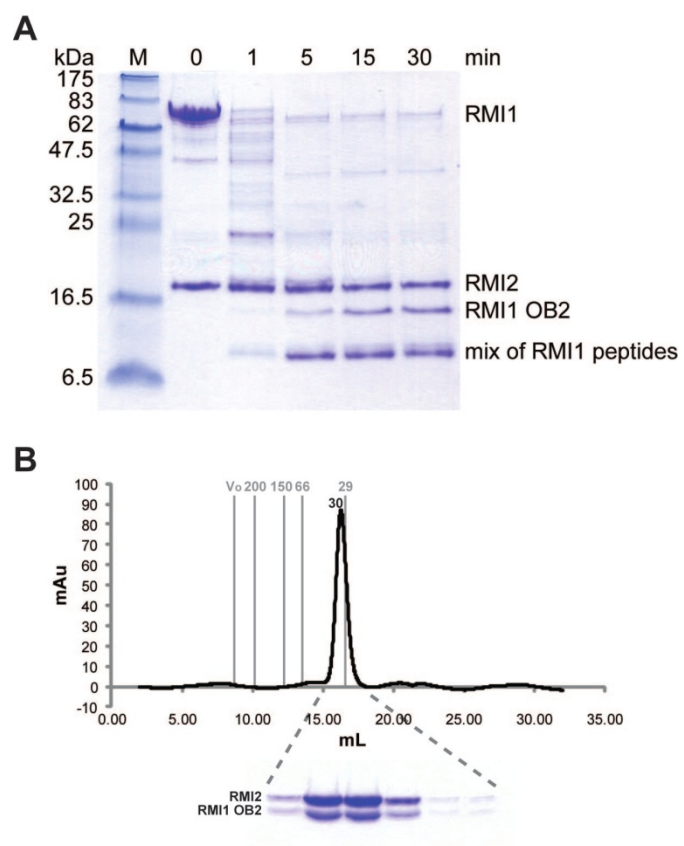 A
kDa M 0 1 5 15 30 min
175
83
62
47.5
32.5
25
16.5
6.5
RMI1
RMI2
RMI1 OB2
mix of RMI1 peptides
B
Vo 200 150 66 29
30
100
90
80
70
60
50
40
30
20
10
0
-10
mAu
0.00 5.00 10.00 15.00 20.00 25.00 30.00 35.00
mL
RMI2
RMI1 OB2